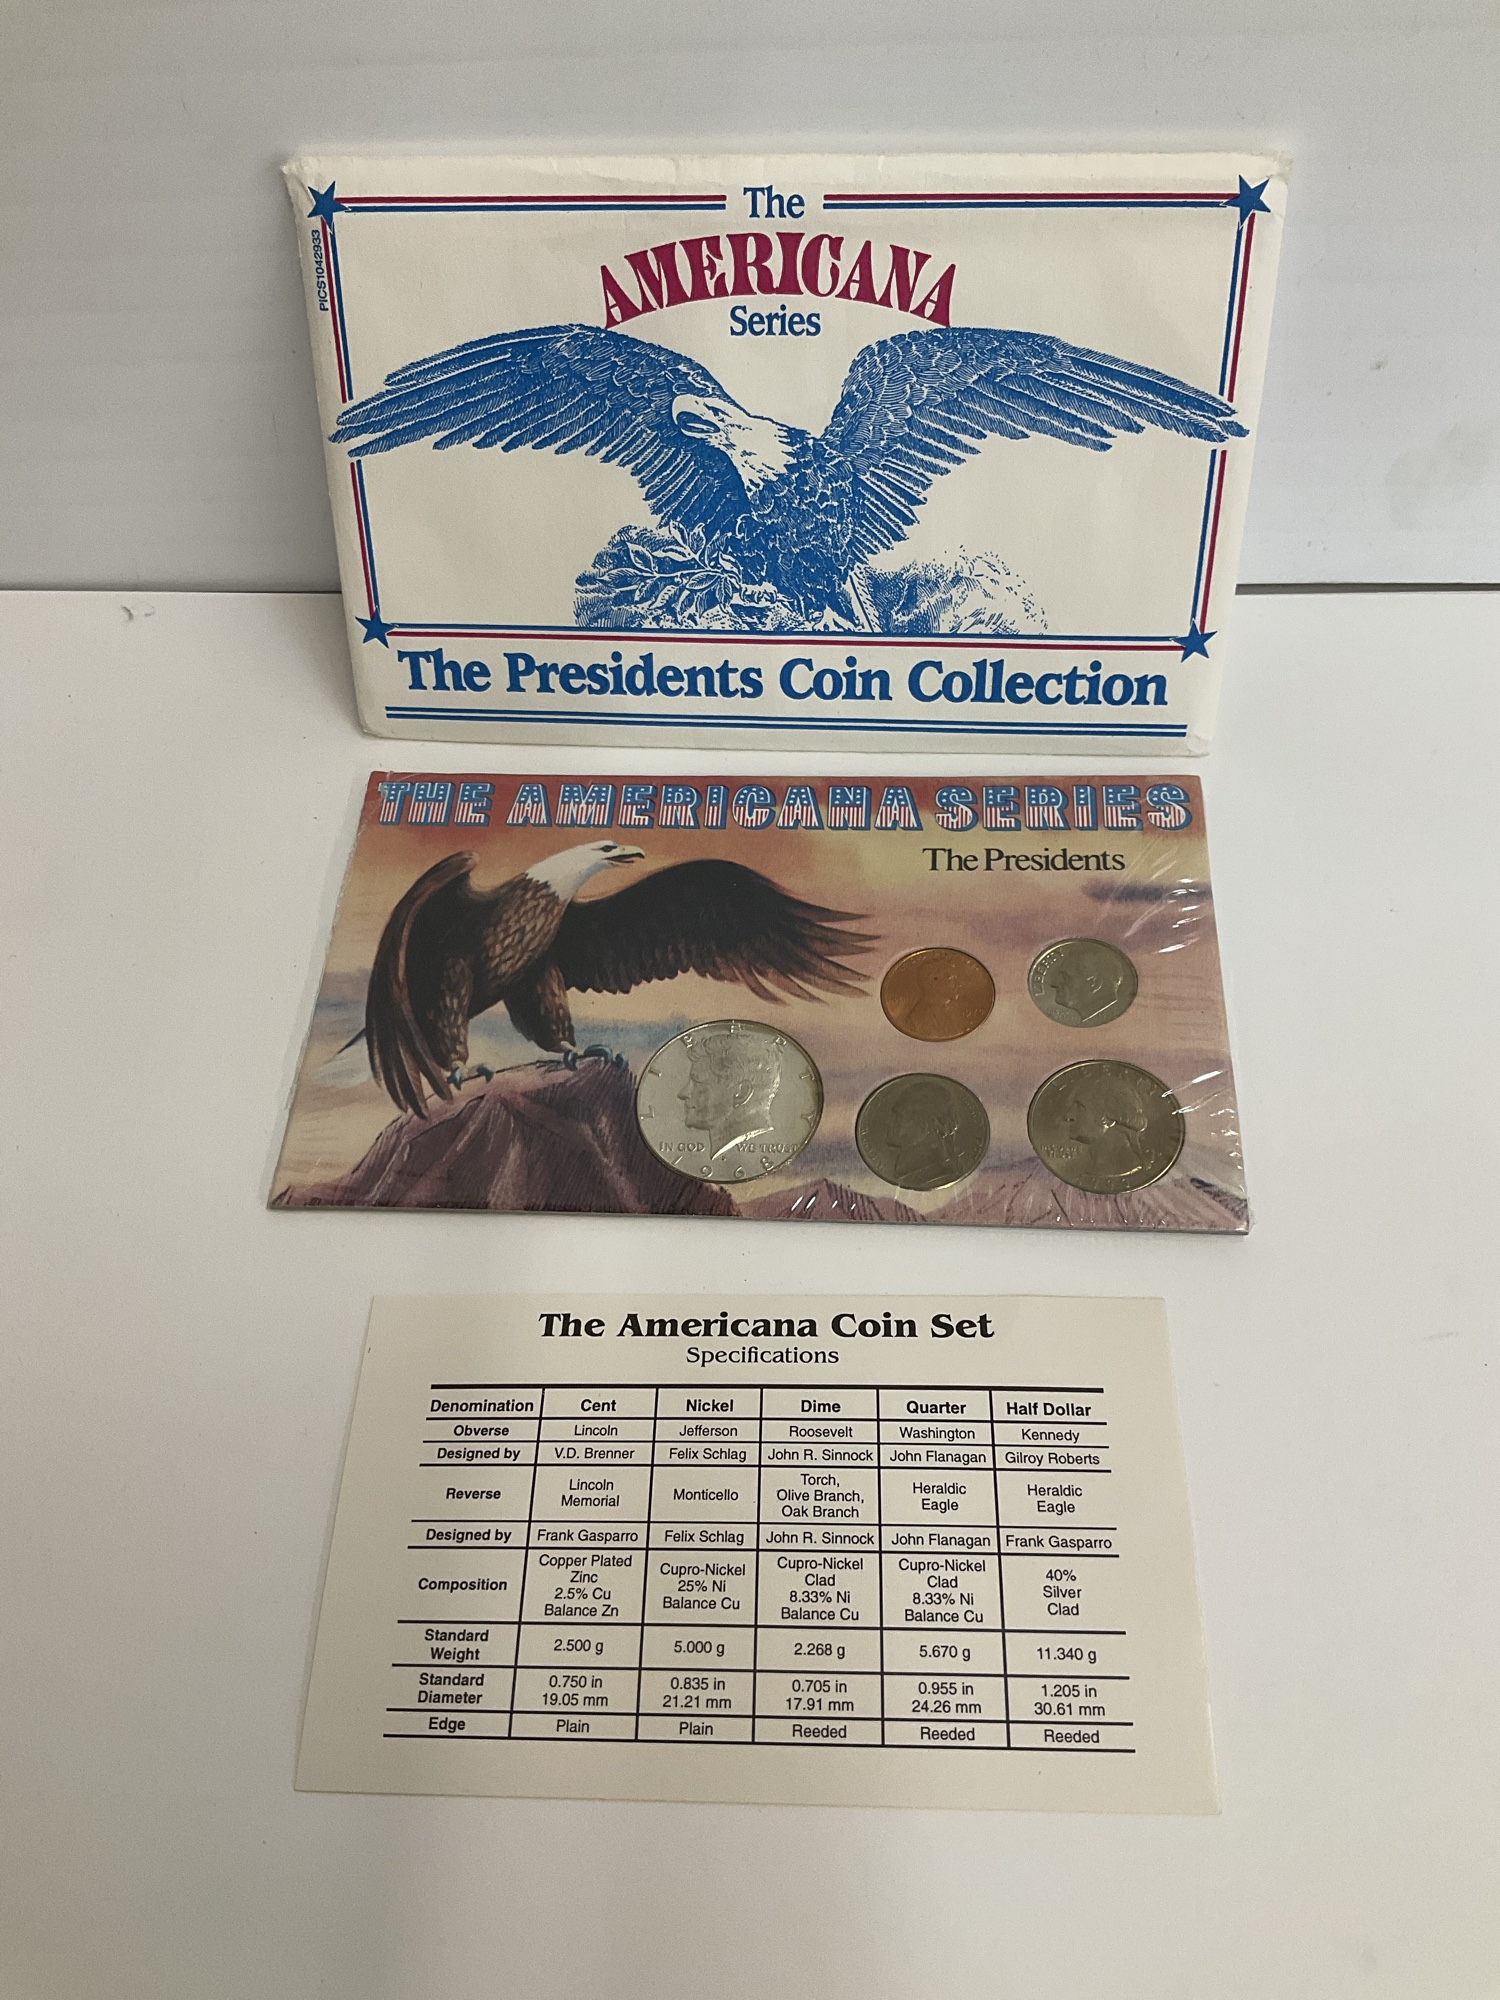 The
AMERICANA
Series
PICS1042933
The Presidents Coin Collection
THE AMERICANA SERIES
The Presidents
LIBERTY
LIBERTY
IN GOD WE TRUST
1968
LIBERTY
The Americana Coin Set
Specifications
Denomination Cent Nickel Dime Quarter Half Dollar
Obverse Lincoln Jefferson Roosevelt Washington Kennedy
Designed by V.D. Brenner Felix Schlag John R. Sinnock John Flanagan Gilroy Roberts
Reverse Lincoln Memorial Monticello Torch, Olive Branch, Oak Branch Heraldic Eagle Heraldic Eagle
Designed by Frank Gasparro Felix Schlag John R. Sinnock John Flanagan Frank Gasparro
Composition Copper Plated Zinc 2.5% Cu Balance Zn Cupro-Nickel 25% Ni Balance Cu Cupro-Nickel Clad 8.33% Ni Balance Cu Cupro-Nickel Clad 8.33% Ni Balance Cu 40% Silver Clad
Standard Weight 2.500 g 5.000 g 2.268 g 5.670 g 11.340 g
Standard Diameter 0.750 in 19.05 mm 0.835 in 21.21 mm 0.705 in 17.91 mm 0.955 in 24.26 mm 1.205 in 30.61 mm
Edge Plain Plain Reeded Reeded Reeded